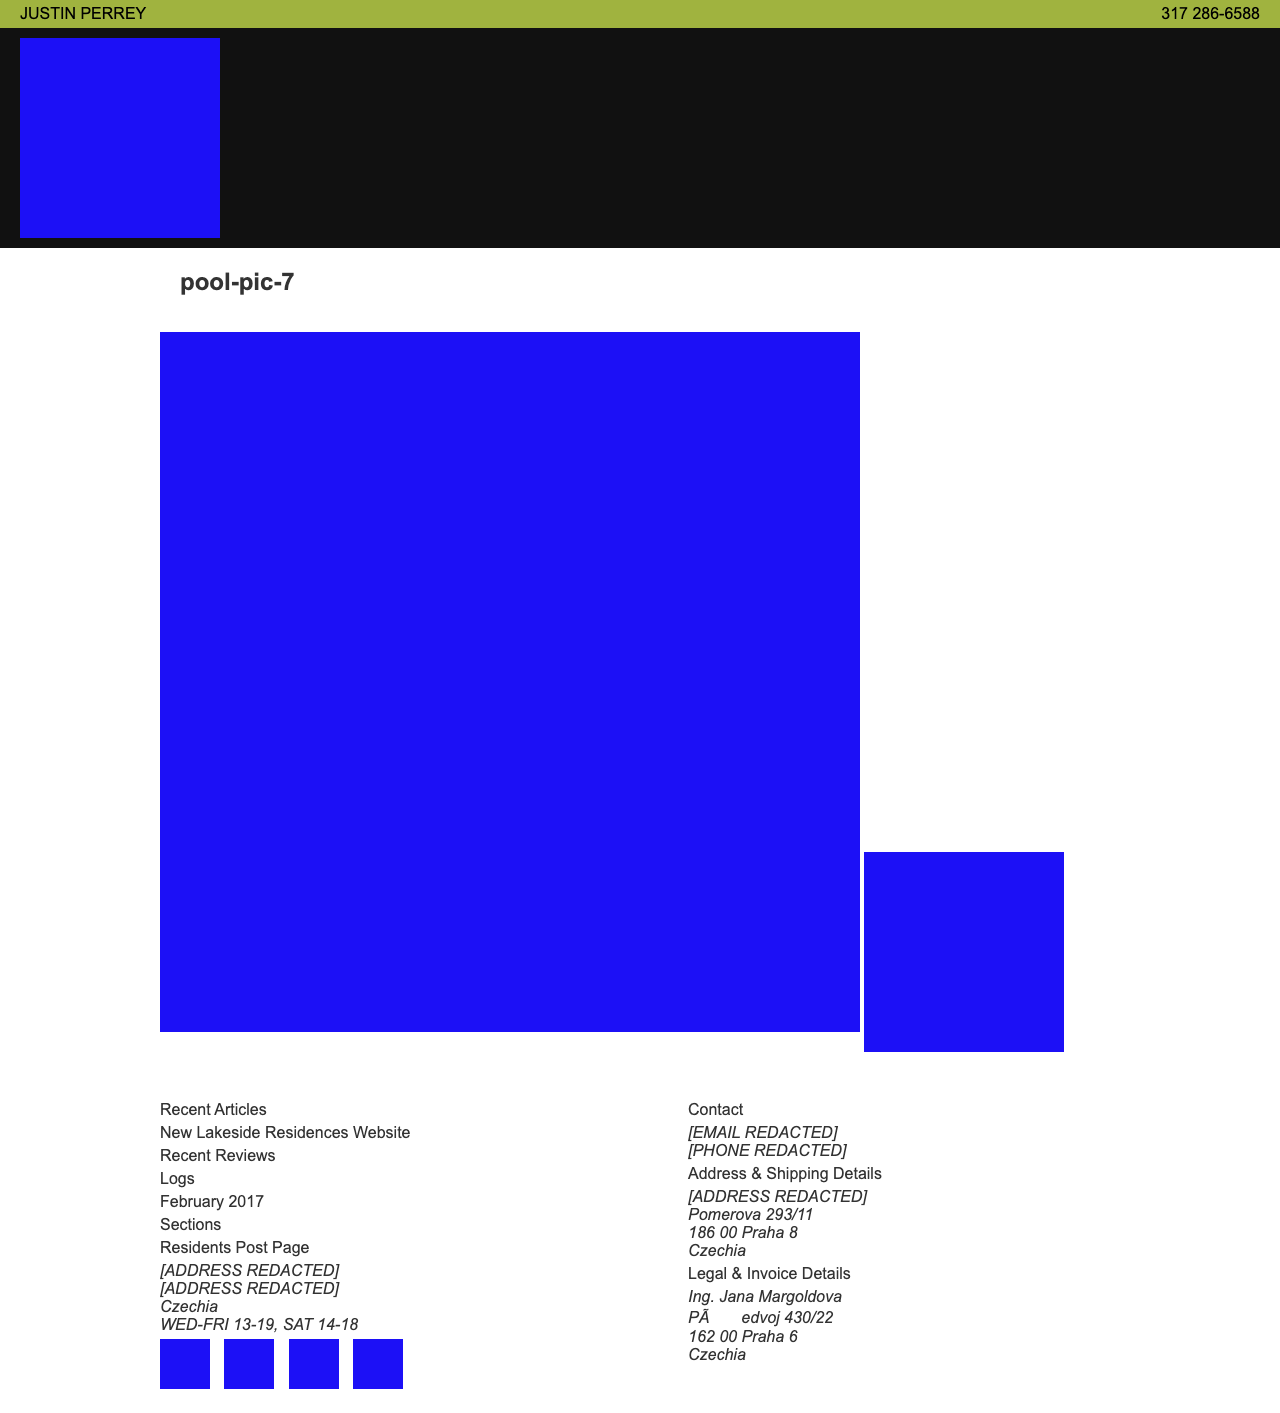 JUSTIN PERREY
317 286-6588
pool-pic-7
Recent Articles
New Lakeside Residences Website
Recent Reviews
Logs
February 2017
Sections
Residents Post Page
[ADDRESS REDACTED]
[ADDRESS REDACTED]
Czechia
WED-FRI 13-19, SAT 14-18
Contact
[EMAIL REDACTED]
[PHONE REDACTED]
Address & Shipping Details
[ADDRESS REDACTED]
Pomerova 293/11
186 00 Praha 8
Czechia
Legal & Invoice Details
Ing. Jana Margoldova
PÃ edvoj 430/22
162 00 Praha 6
Czechia